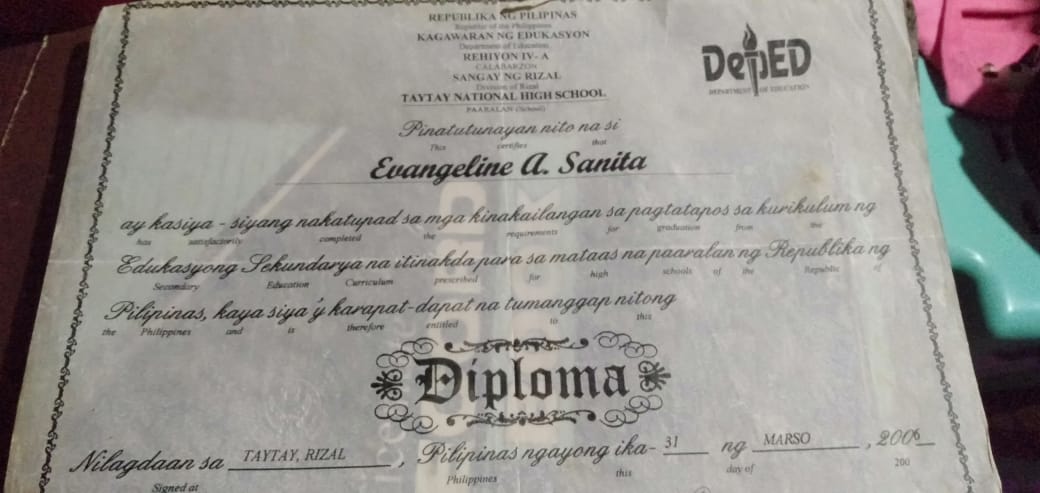 REPUBLIKA NG PILIPINAS
Republic of the Philippines
KAGAWARAN NG EDUKASYON
Department of Education
REHIYON IV- A
CALABARZON
SANGAY NG RIZAL
Division of Rizal
TAYTAY NATIONAL HIGH SCHOOL
PAARALAN (School)
DepED
DEPARTMENT OF EDUCATION
Pinatutunayan nito na si
This certifies that
Evangeline A. Sanita
ay kasiya - siyang nakatupad sa mga kinakailangan sa pagtatapos sa kurikulum ng
has satisfactorily completed the requirements for graduation from the
Edukasyong Sekundarya na itinakda para sa mataas na paaralan ng Republika ng
Secondary Education Curriculum prescribed for high schools of the Republic of
Pilipinas, kaya siya'y karapat-dapat na tumanggap nitong
the Philippines and is therefore entitled to this
Diploma
Nilagdaan sa TAYTAY, RIZAL, Pilipinas ngayong ika- 31 ng MARSO, 2006
Signed at Philippines this day of 200